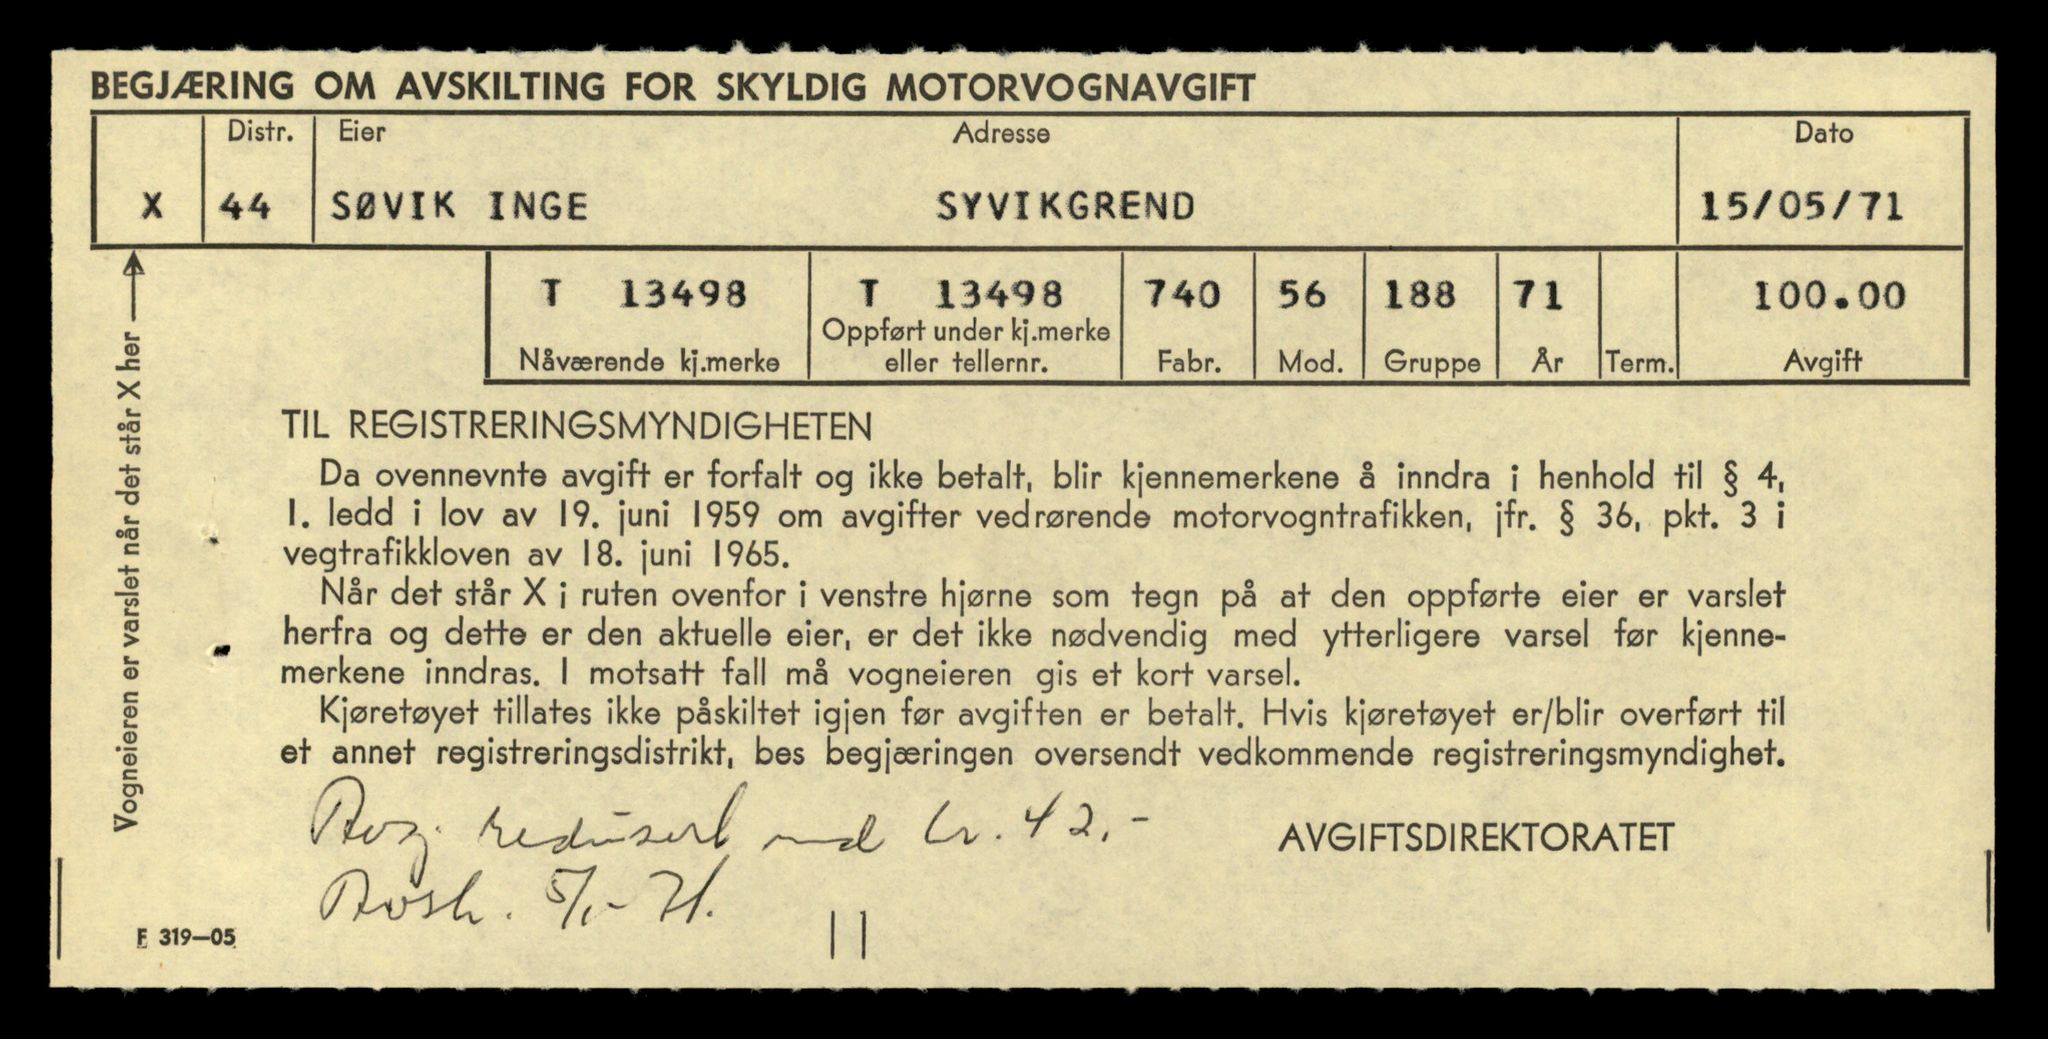 BEGJÆRING OM AVSKILTING FOR SKYLDIG MOTORVOGNAVGIFT
Distr. Eier Adresse Dato
X 44 SØVIK INGE SYVIKGREND 15/05/71
T 13498 T 13498 740 56 188 71 100.00
Oppført under kj.merke
Nåværende kj.merke eller tellernr. Fabr. Mod. Gruppe År Term. Avgift
Vogneieren er varslet når det står X her
TIL REGISTRERINGSMYNDIGHETEN
Da ovennevnte avgift er forfalt og ikke betalt, blir kjennemerkene å inndra i henhold til § 4,
1. ledd i lov av 19. juni 1959 om avgifter vedrørende motorvogntrafikken, jfr. § 36, pkt. 3 i
vegtrafikkloven av 18. juni 1965.
Når det står X i ruten ovenfor i venstre hjørne som tegn på at den oppførte eier er varslet
herfra og dette er den aktuelle eier, er det ikke nødvendig med ytterligere varsel før kjenne-
merkene inndras. I motsatt fall må vogneieren gis et kort varsel.
Kjøretøyet tillates ikke påskiltet igjen før avgiften er betalt. Hvis kjøretøyet er/blir overført til
et annet registreringsdistrikt, bes begjæringen oversendt vedkommende registreringsmyndighet.
Avg. redusert med kr. 42,-
AVGIFTSDIREKTORATET
Avsk. 5/1-71.
F 319-05